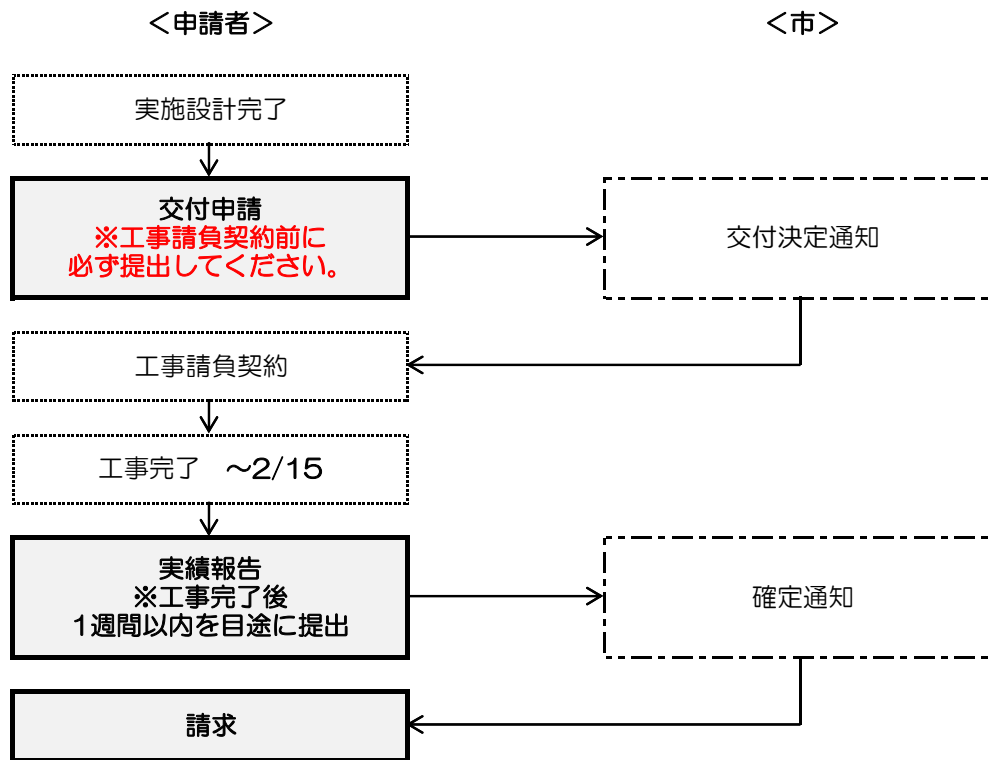 ＜申請者＞
＜市＞
実施設計完了
交付申請
※工事請負契約前に
必ず提出してください。
交付決定通知
工事請負契約
工事完了　～2/15
実績報告
※工事完了後
1週間以内を目途に提出
確定通知
請求